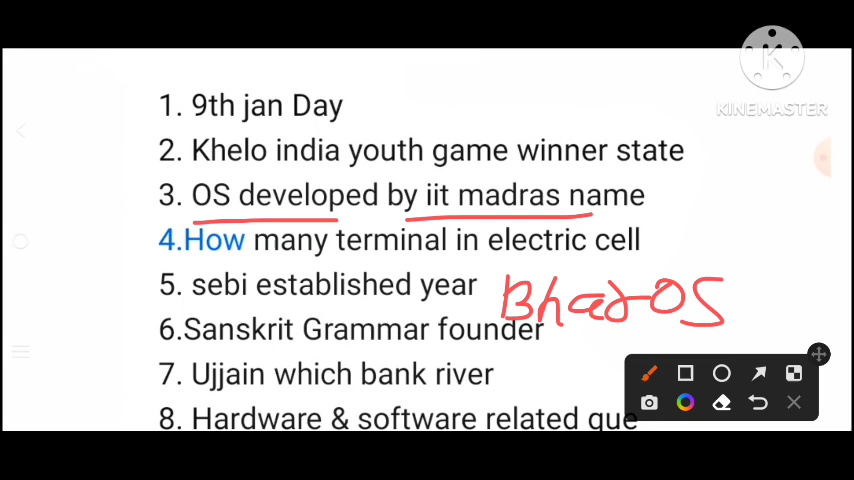 KINEMASTER
1. 9th jan Day
2. Khelo india youth game winner state
3. OS developed by iit madras name
4.How many terminal in electric cell
5. sebi established year
BharOS
6.Sanskrit Grammar founder
7. Ujjain which bank river
8. Hardware & software related que